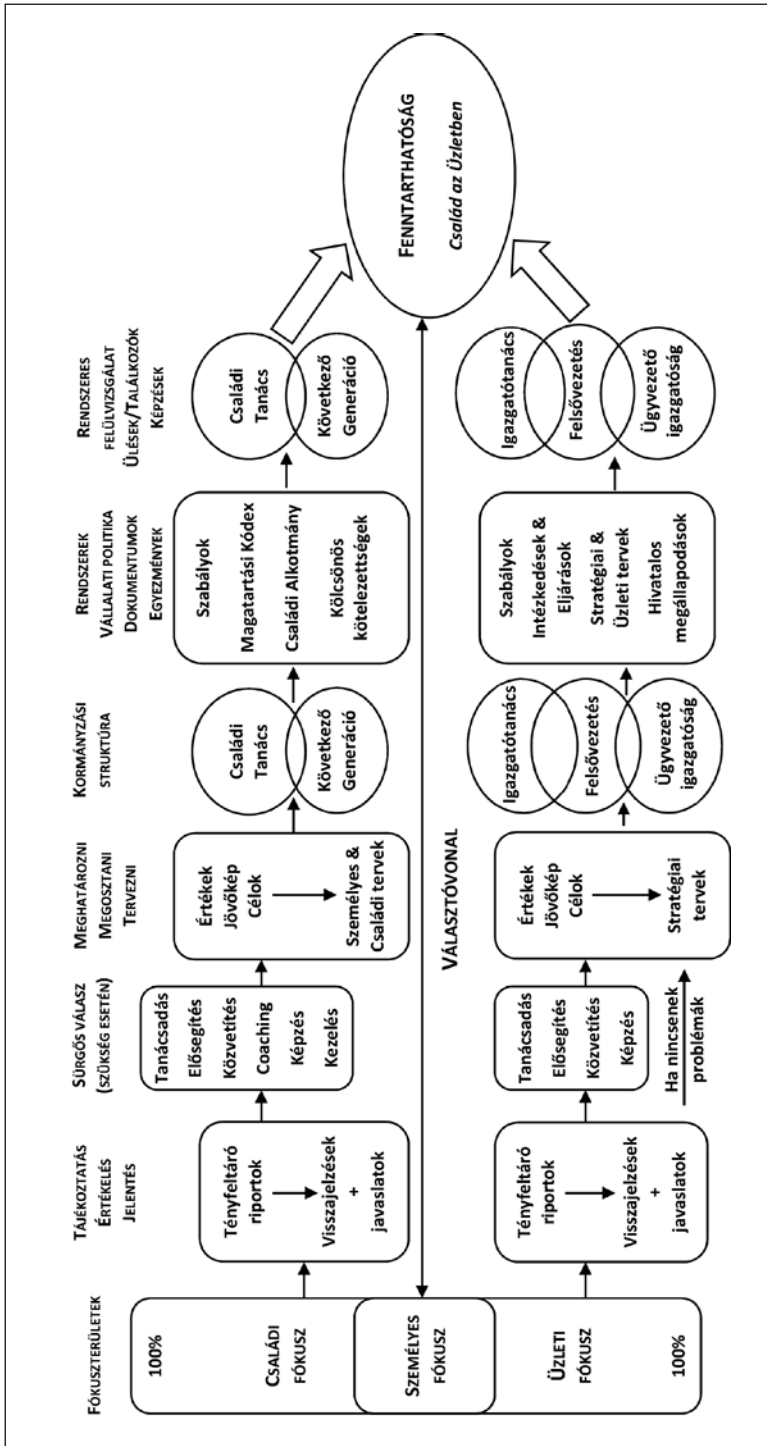 FÓKUSZTERÜLETEK
100%
CSALÁDI
FÓKUSZ
SZEMÉLYES
FÓKUSZ
ÜZLETI
FÓKUSZ
100%
TÁJÉKOZTATÁS
ÉRTÉKELÉS
JELENTÉS
Tényfeltáró
riportok
Visszajelzések
+
javaslatok
Tényfeltáró
riportok
Visszajelzések
+
javaslatok
SÜRGŐS VÁLASZ
(SZÜKSÉG ESETÉN)
Tanácsadás
Elősegítés
Közvetítés
Coaching
Képzés
Kezelés
Tanácsadás
Elősegítés
Közvetítés
Képzés
Ha nincsenek
problémák
MEGHATÁROZNI
MEGOSZTANI
TERVEZNI
Értékek
Jövőkép
Célok
Személyes &
Családi tervek
VÁLASZTÓVONAL
Értékek
Jövőkép
Célok
Stratégiai
tervek
KORMÁNYZÁSI
STRUKTÚRA
Családi
Tanács
Következő
Generáció
Igazgatótanács
Felsővezetés
Ügyvezető
igazgatóság
RENDSZEREK
VÁLLALATI POLITIKA
DOKUMENTUMOK
EGYEZMÉNYEK
Szabályok
Magatartási Kódex
Családi Alkotmány
Kölcsönös
kötelezettségek
Szabályok
Intézkedések &
Eljárások
Stratégiai &
Üzleti tervek
Hivatalos
megállapodások
RENDSZERES
FELÜLVIZSGÁLAT
ÜLÉSEK/TALÁLKOZÓK
KÉPZÉSEK
Családi
Tanács
Következő
Generáció
Igazgatótanács
Felsővezetés
Ügyvezető
igazgatóság
FENNTARTHATÓSÁG
Család az Üzletben